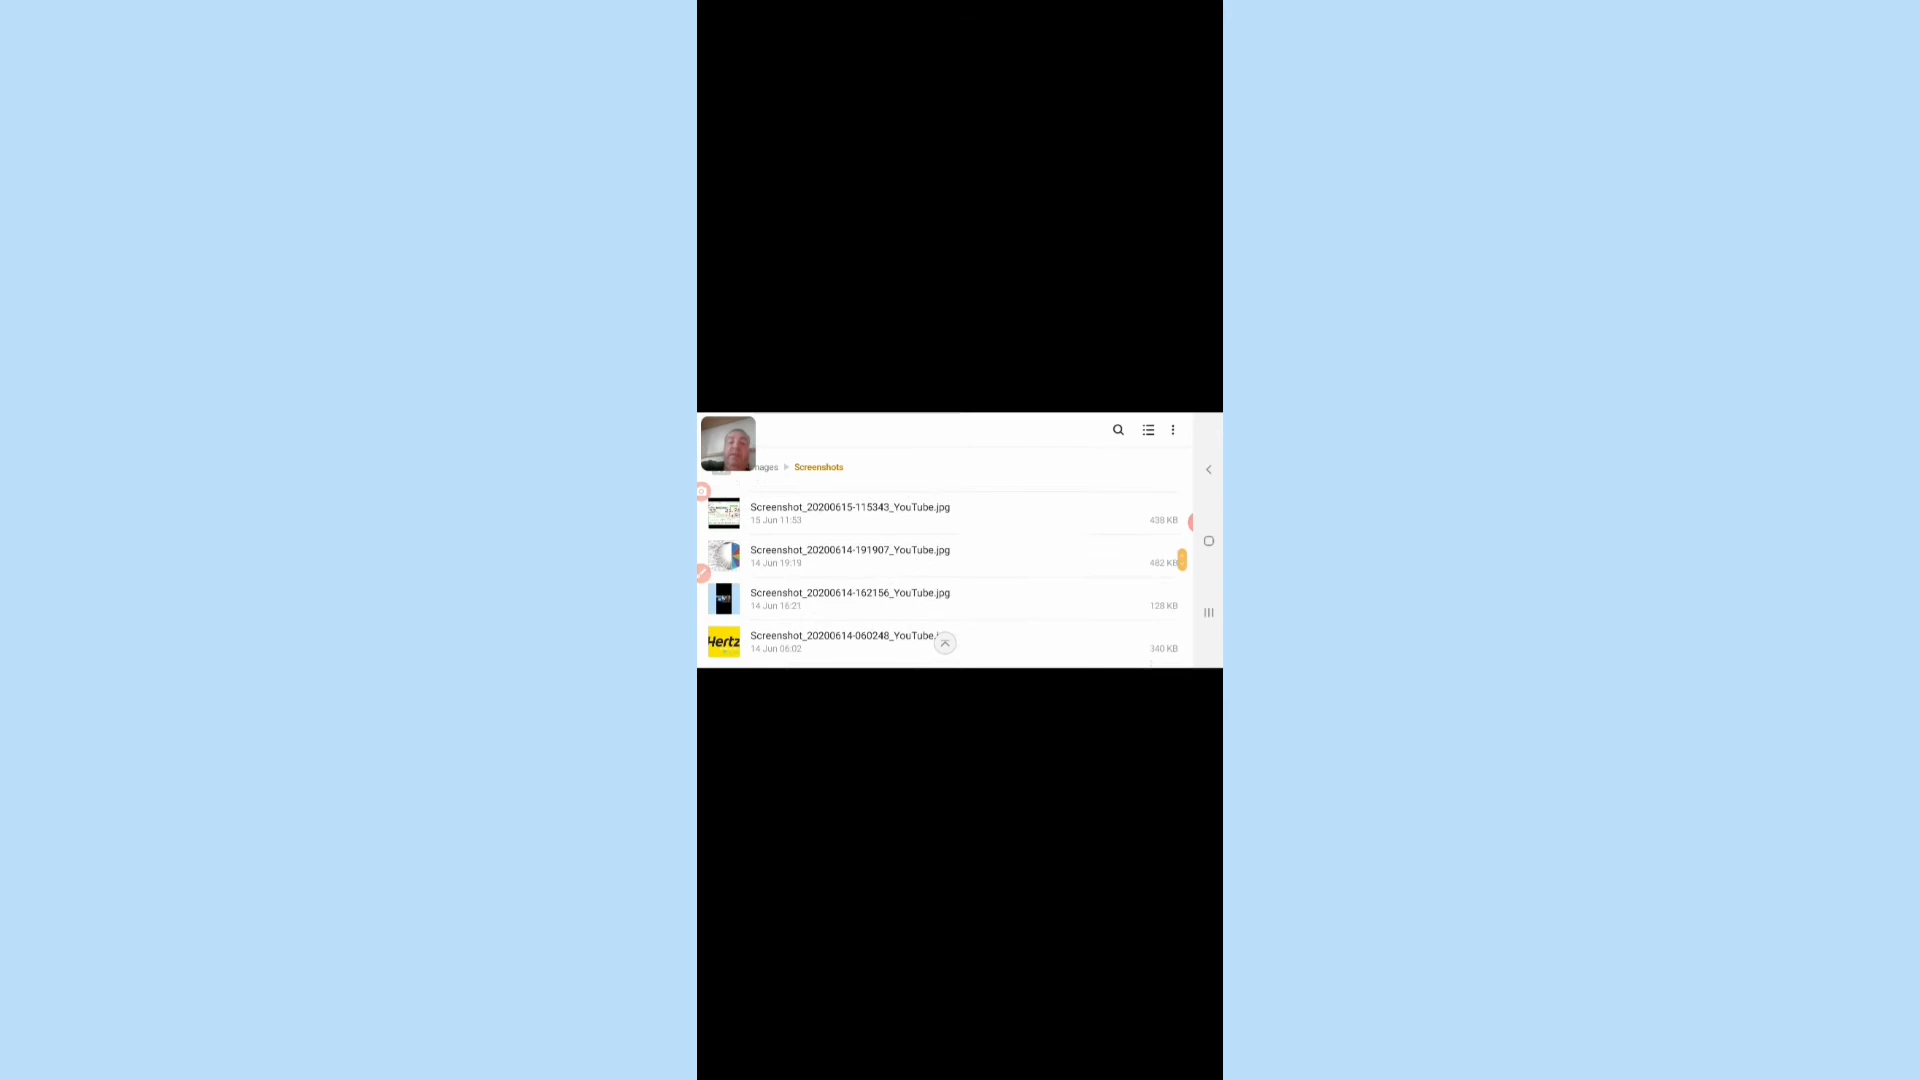 Screenshots
Screenshot_20200615-115343_YouTube.jpg
15 Jun 11:53
438 KB
Screenshot_20200614-191907_YouTube.jpg
14 Jun 19:19
482 KB
Screenshot_20200614-162156_YouTube.jpg
14 Jun 16:21
128 KB
Hertz
Screenshot_20200614-060248_YouTube.
14 Jun 06:02
340 KB